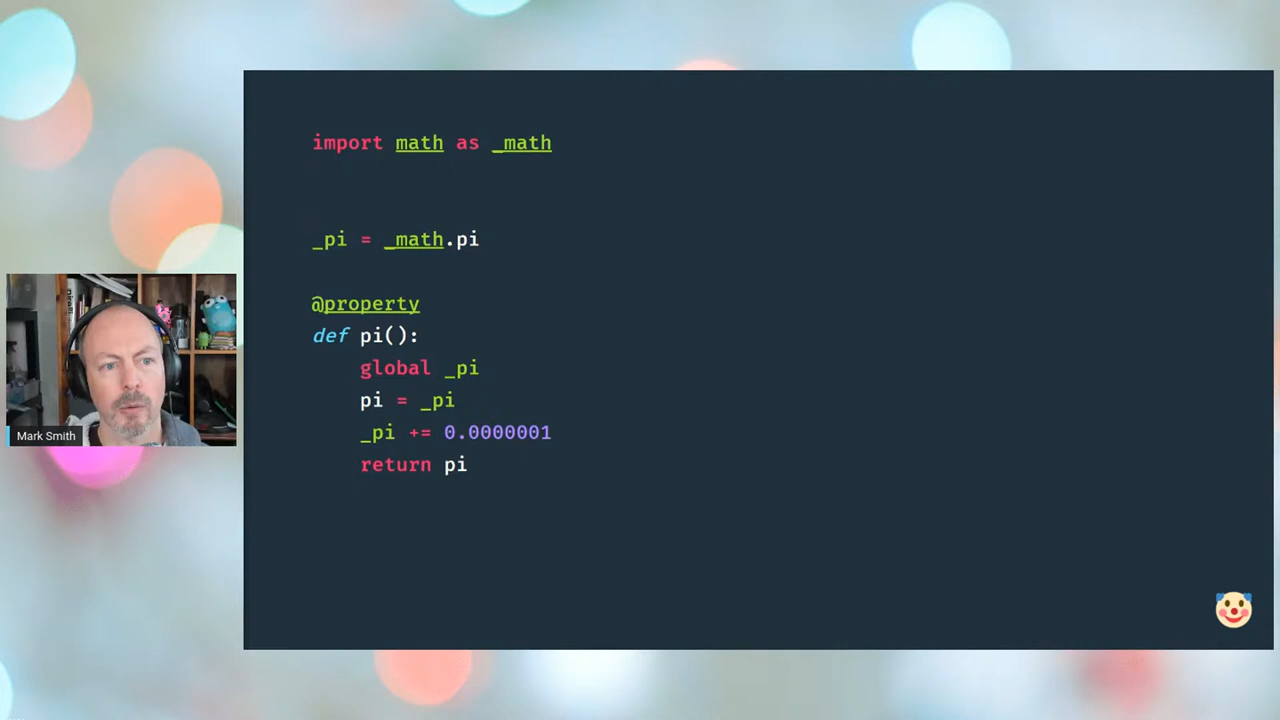 import math as _math
_pi = _math.pi
@property
def pi():
    global _pi
    pi = _pi
    _pi += 0.0000001
    return pi
Mark Smith